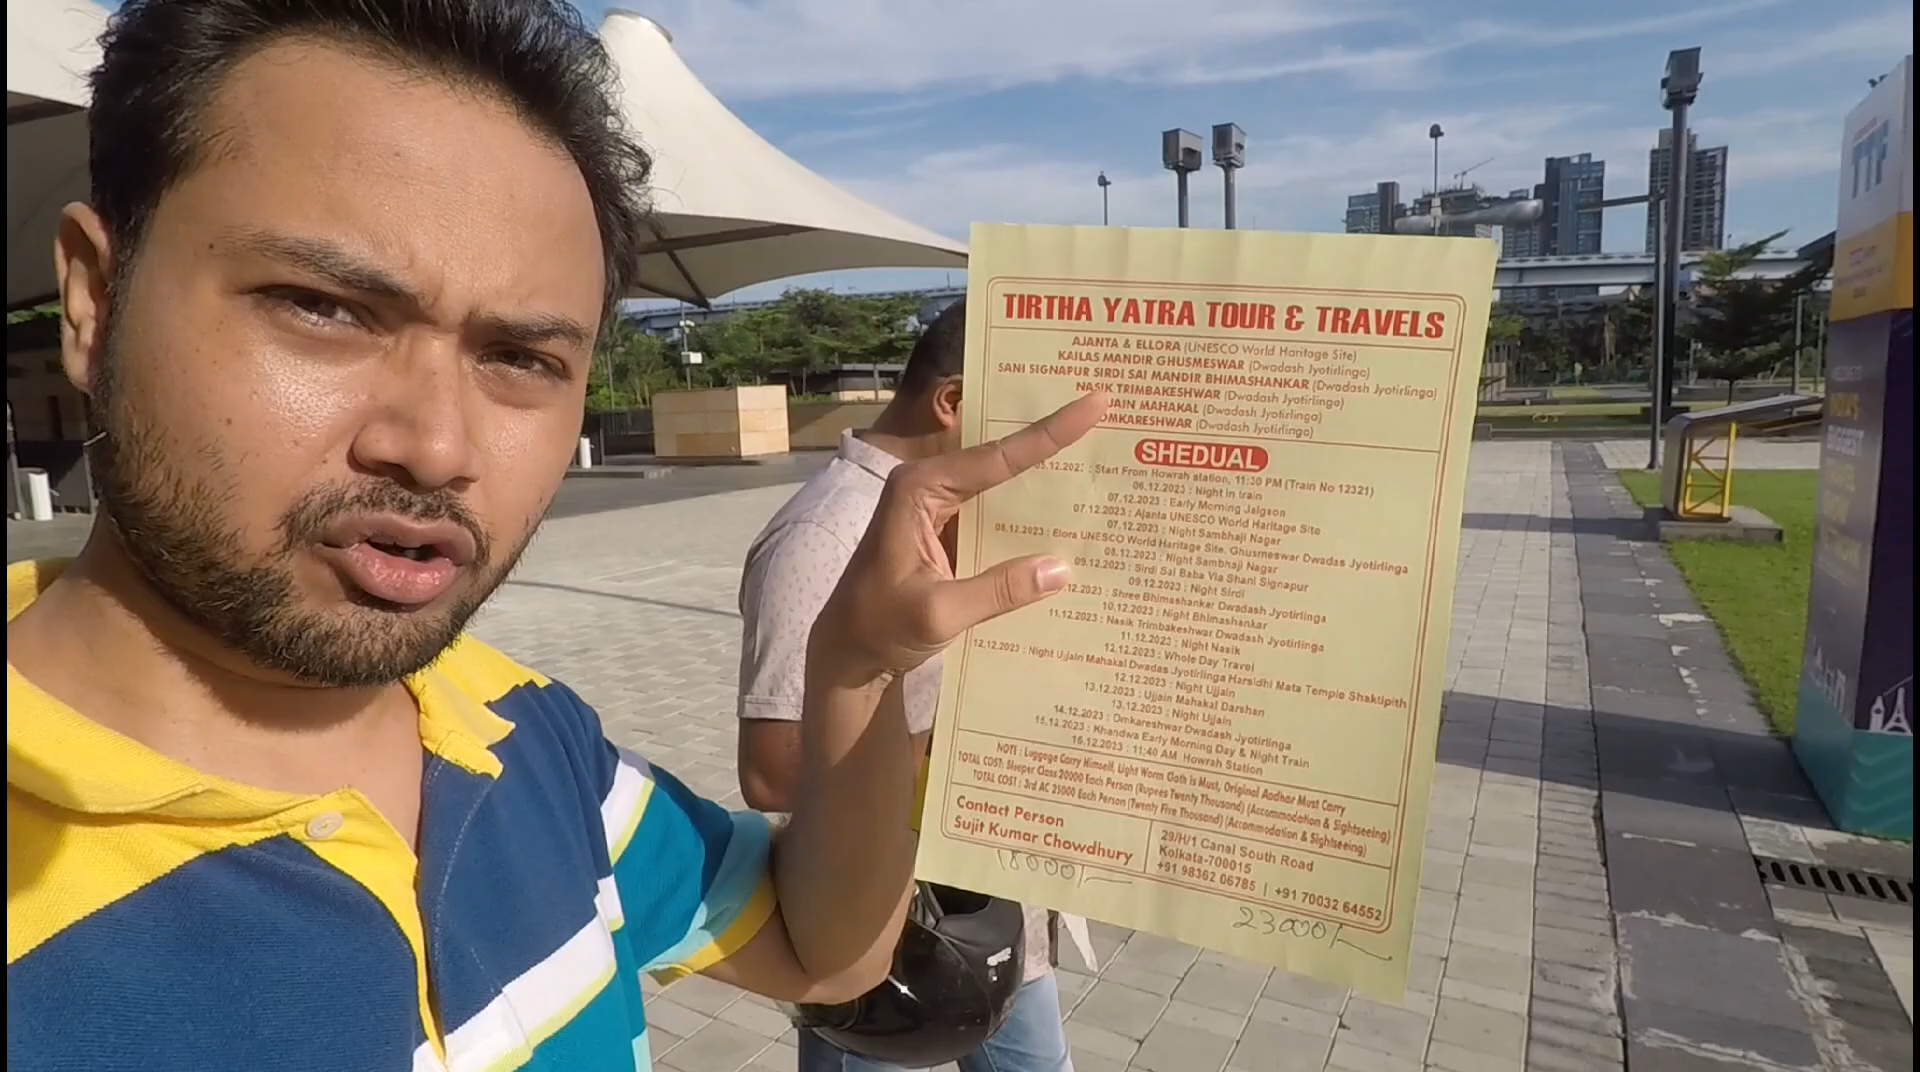 TIRTHA YATRA TOUR & TRAVELS
AJANTA & ELLORA (UNESCO World Haritage Site)
KAILAS MANDIR GHUSMESWAR (Dwadash Jyotirlinga)
SANI SIGNAPUR SIRDI SAI MANDIR BHIMASHANKAR (Dwadash Jyotirlinga)
NASIK TRIMBAKESHWAR (Dwadash Jyotirlinga)
JAIN MAHAKAL (Dwadash Jyotirlinga)
OMKARESHWAR (Dwadash Jyotirlinga)
SHEDUAL
: Start From Howrah station, 11:30 PM (Train No 12321)
06.12.2023 : Night in train
07.12.2023 : Early Morning Jalgson
07.12.2023 : Ajanta UNESCO World Haritage Site
07.12.2023 : Night Sambhaji Nagar
08.12.2023 : Elora UNESCO World Haritage Site, Ghusmeswar Dwadas Jyotirlinga
08.12.2023 : Night Sambhaji Nagar
09.12.2023 : Sirdi Sai Baba Via Shani Signapur
09.12.2023 : Night Sirdi
.12.2023 : Shree Bhimashankar Dwadash Jyotirlinga
10.12.2023 : Night Bhimashankar
11.12.2023 : Nasik Trimbakeshwar Dwadash Jyotirlinga
11.12.2023 : Night Nasik
12.12.2023 : Whole Day Travel
12.12.2023 : Night Ujjain Mahakal Dwadas Jyotirlinga Harsidhi Mata Temple Shaktipith
12.12.2023 : Night Ujjain
13.12.2023 : Ujjain Mahakal Darshan
13.12.2023 : Night Ujjain
14.12.2023 : Omkareshwar Dwadash Jyotirlinga
15.12.2023 : Khandwa Early Morning Day & Night Train
16.12.2023 : 11:40 AM Howrah Station
NOTE : Luggage Carry Himself, Light Worm Cloth is Must, Original Aadhar Must Carry
TOTAL COST: Sleeper Class 20000 Each Person (Rupees Twenty Thousand) (Accommodation & Sightseeing)
TOTAL COST : 3rd AC 25000 Each Person (Twenty Five Thousand) (Accommodation & Sightseeing)
Contact Person
Sujit Kumar Chowdhury
29/H/1 Canal South Road
Kolkata-700015
+91 98362 06785 | +91 70032 64552
18000/-
23000/-
TTF